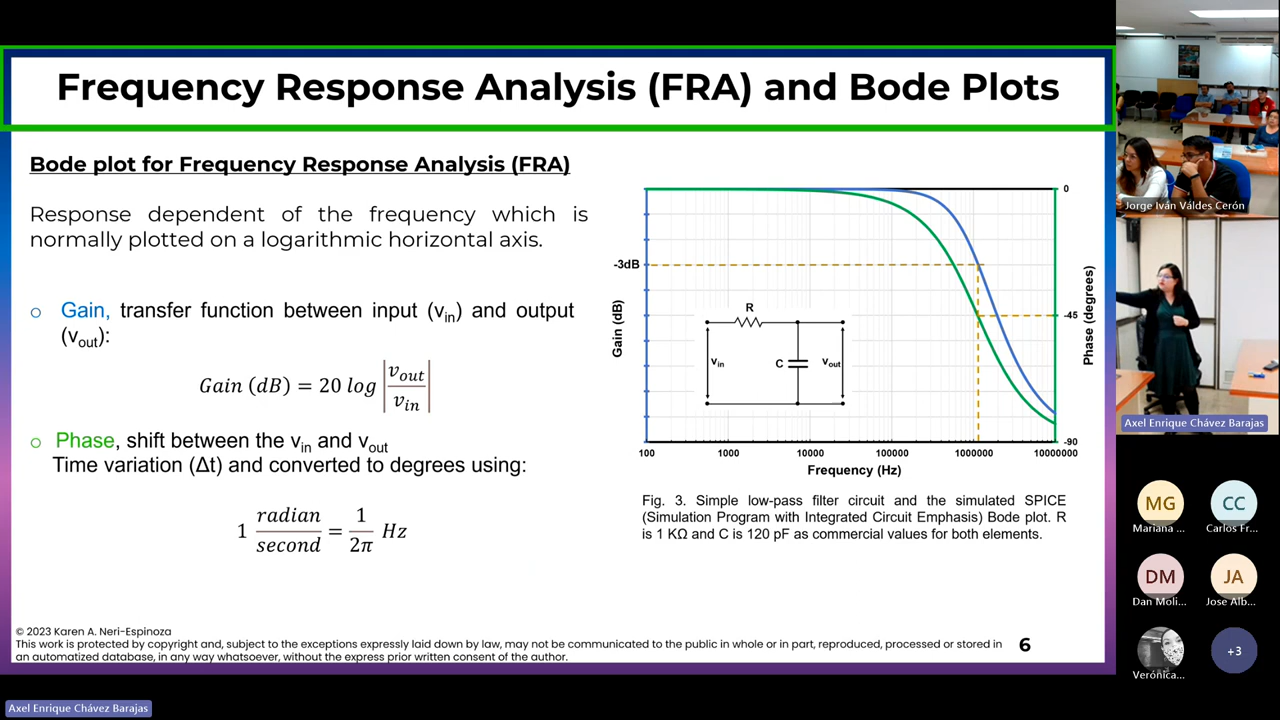 Frequency Response Analysis (FRA) and Bode Plots
Bode plot for Frequency Response Analysis (FRA)
Response dependent of the frequency which is
normally plotted on a logarithmic horizontal axis.
o Gain, transfer function between input (vin) and output
(vout):
Gain (dB) = 20 log |vout/vin|
o Phase, shift between the vin and vout
Time variation (Δt) and converted to degrees using:
1 radian/second = 1/2π Hz
0
-3dB
-45
-90
Gain (dB)
Phase (degrees)
R
vin
C
vout
100 1000 10000 100000 1000000 10000000
Frequency (Hz)
Fig. 3. Simple low-pass filter circuit and the simulated SPICE
(Simulation Program with Integrated Circuit Emphasis) Bode plot. R
is 1 KΩ and C is 120 pF as commercial values for both elements.
© 2023 Karen A. Neri-Espinoza
This work is protected by copyright and, subject to the exceptions expressly laid down by law, may not be communicated to the public in whole or in part, reproduced, processed or stored in
an automatized database, in any way whatsoever, without the express prior written consent of the author.
6
Jorge Iván Váldes Cerón
Axel Enrique Chávez Barajas
MG
CC
Mariana ...
Carlos Fr...
DM
JA
Dan Moli...
Jose Alb...
Verónica...
+3
Axel Enrique Chávez Barajas